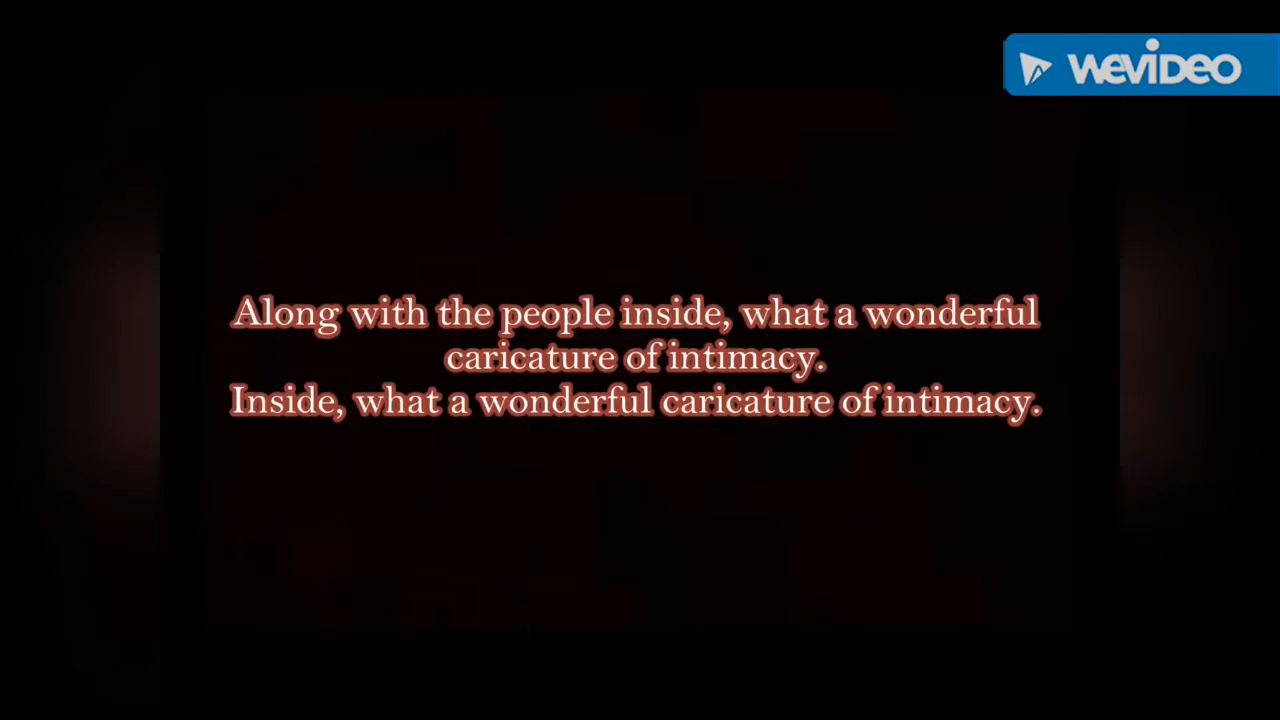 WEVIDEO
Along with the people inside, what a wonderful
caricature of intimacy.
Inside, what a wonderful caricature of intimacy.